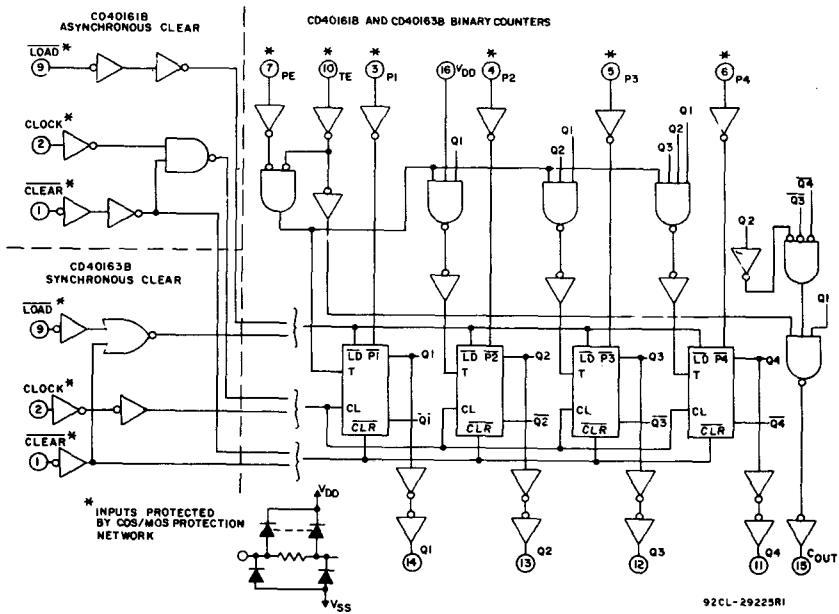 CD40161B
ASYNCHRONOUS CLEAR
LOAD *
9
CLOCK *
2
CLEAR *
1
CD40163B
SYNCHRONOUS CLEAR
LOAD *
9
CLOCK *
2
CLEAR *
1
* INPUTS PROTECTED
BY COS/MOS PROTECTION
NETWORK
VDD
VSS
CD40161B AND CD40163B BINARY COUNTERS
* * * * * *
7 PE 10 TE 3 P1 16 VDD 4 P2 5 P3 6 P4
Q1
Q2 Q1
Q3 Q2 Q1
Q2 Q3 Q4
Q1
LD P1 Q1
T
CL
CLR Q1
LD P2 Q2
T
CL
CLR Q2
LD P3 Q3
T
CL
CLR Q3
LD P4 Q4
T
CL
CLR Q4
Q1 14
Q2 13
Q3 12
Q4 11
COUT 15
92CL-29225R1